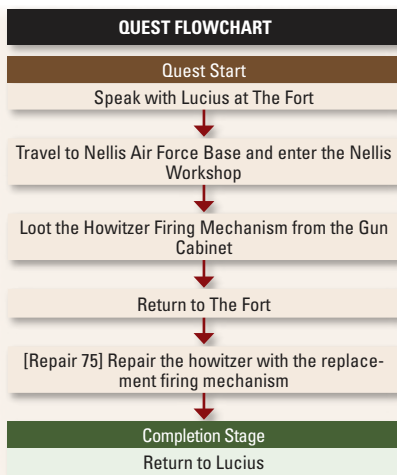 QUEST FLOWCHART
Quest Start
Speak with Lucius at The Fort
Travel to Nellis Air Force Base and enter the Nellis
Workshop
Loot the Howitzer Firing Mechanism from the Gun
Cabinet
Return to The Fort
[Repair 75] Repair the howitzer with the replace-
ment firing mechanism
Completion Stage
Return to Lucius